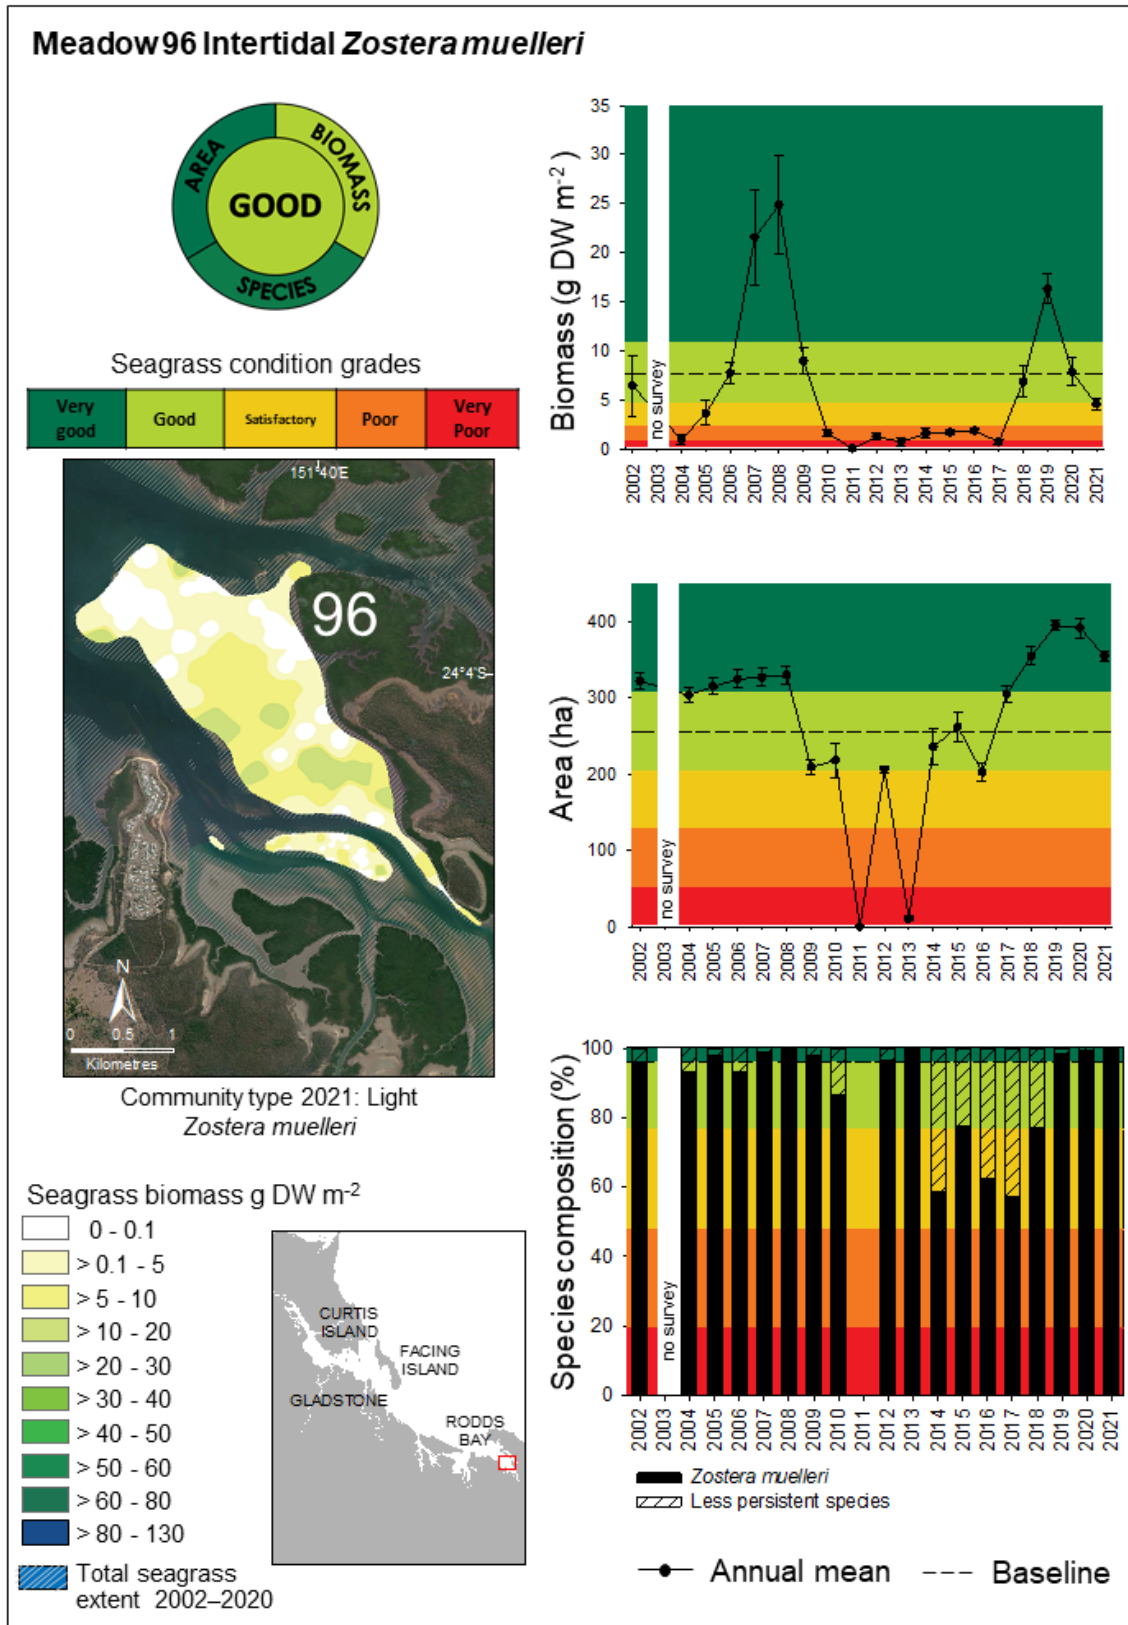 Meadow 96 Intertidal Zostera muelleri
AREA
BIOMASS
GOOD
SPECIES
Seagrass condition grades
Very good
Good
Satisfactory
Poor
Very Poor
151°40'E
96
24°4'S
N
0 0.5 1
Kilometres
Community type 2021: Light
Zostera muelleri
Seagrass biomass g DW m-2
0 - 0.1
> 0.1 - 5
> 5 - 10
> 10 - 20
> 20 - 30
> 30 - 40
> 40 - 50
> 50 - 60
> 60 - 80
> 80 - 130
Total seagrass
extent 2002–2020
CURTIS
ISLAND
FACING
ISLAND
GLADSTONE
RODDS
BAY
Biomass (g DW m-2)
35
30
25
20
15
10
5
0
no survey
2002 2003 2004 2005 2006 2007 2008 2009 2010 2011 2012 2013 2014 2015 2016 2017 2018 2019 2020 2021
Area (ha)
400
300
200
100
0
no survey
2002 2003 2004 2005 2006 2007 2008 2009 2010 2011 2012 2013 2014 2015 2016 2017 2018 2019 2020 2021
Species composition (%)
100
80
60
40
20
0
no survey
2002 2003 2004 2005 2006 2007 2008 2009 2010 2011 2012 2013 2014 2015 2016 2017 2018 2019 2020 2021
Zostera muelleri
Less persistent species
Annual mean
Baseline